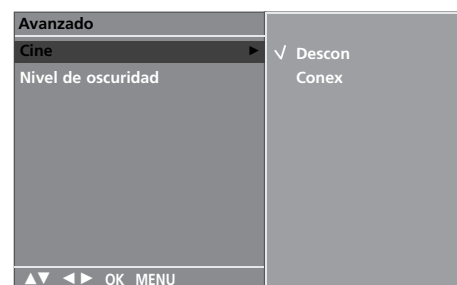 Avanzado
Cine ►
Nivel de oscuridad
√ Descon
Conex
▲▼ ◄► OK MENU